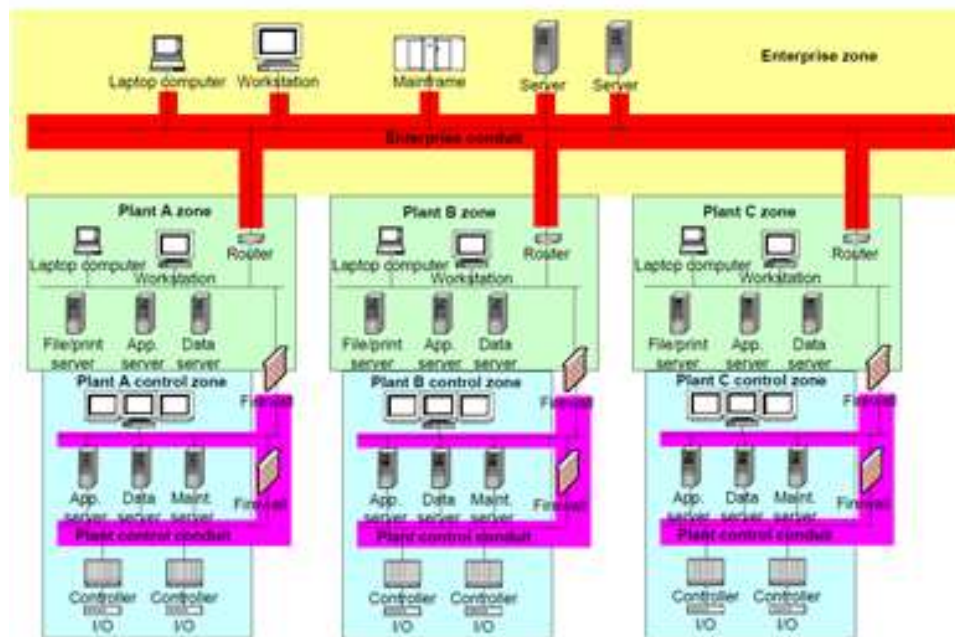 Enterprise zone
Laptop computer
Workstation
Mainframe
Server
Server
Enterprise conduit
Plant A zone
Laptop computer
Workstation
Router
File/print
server
App.
server
Data
server
Plant A control zone
Firewall
App.
server
Data
server
Maint.
server
Firewall
Plant control conduit
Controller
Controller
I/O
I/O
Plant B zone
Laptop computer
Workstation
Router
File/print
server
App.
server
Data
server
Plant B control zone
Firewall
App.
server
Data
server
Maint.
server
Firewall
Plant control conduit
Controller
Controller
I/O
I/O
Plant C zone
Laptop computer
Workstation
Router
File/print
server
App.
server
Data
server
Plant C control zone
Firewall
App.
server
Data
server
Maint.
server
Firewall
Plant control conduit
Controller
Controller
I/O
I/O